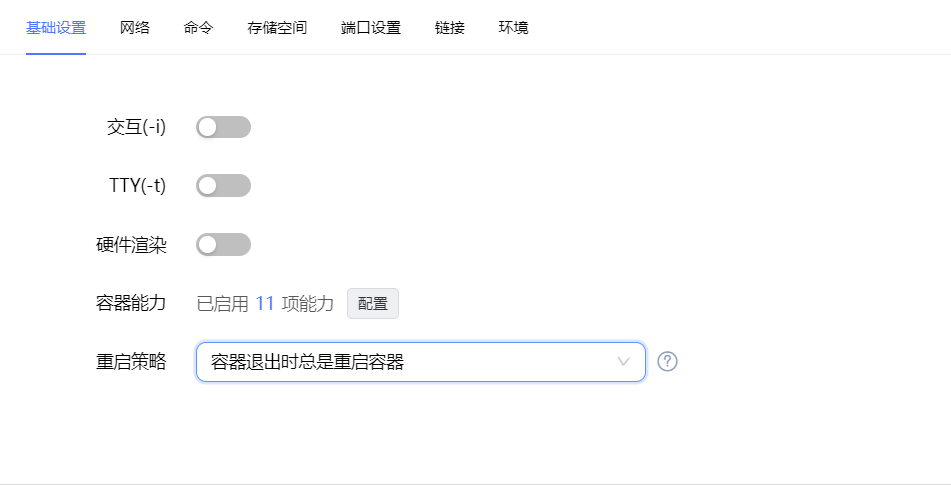 基础设置 网络 命令 存储空间 端口设置 链接 环境
交互(-i)
TTY(-t)
硬件渲染
容器能力 已启用 11 项能力 配置
重启策略 容器退出时总是重启容器 ?